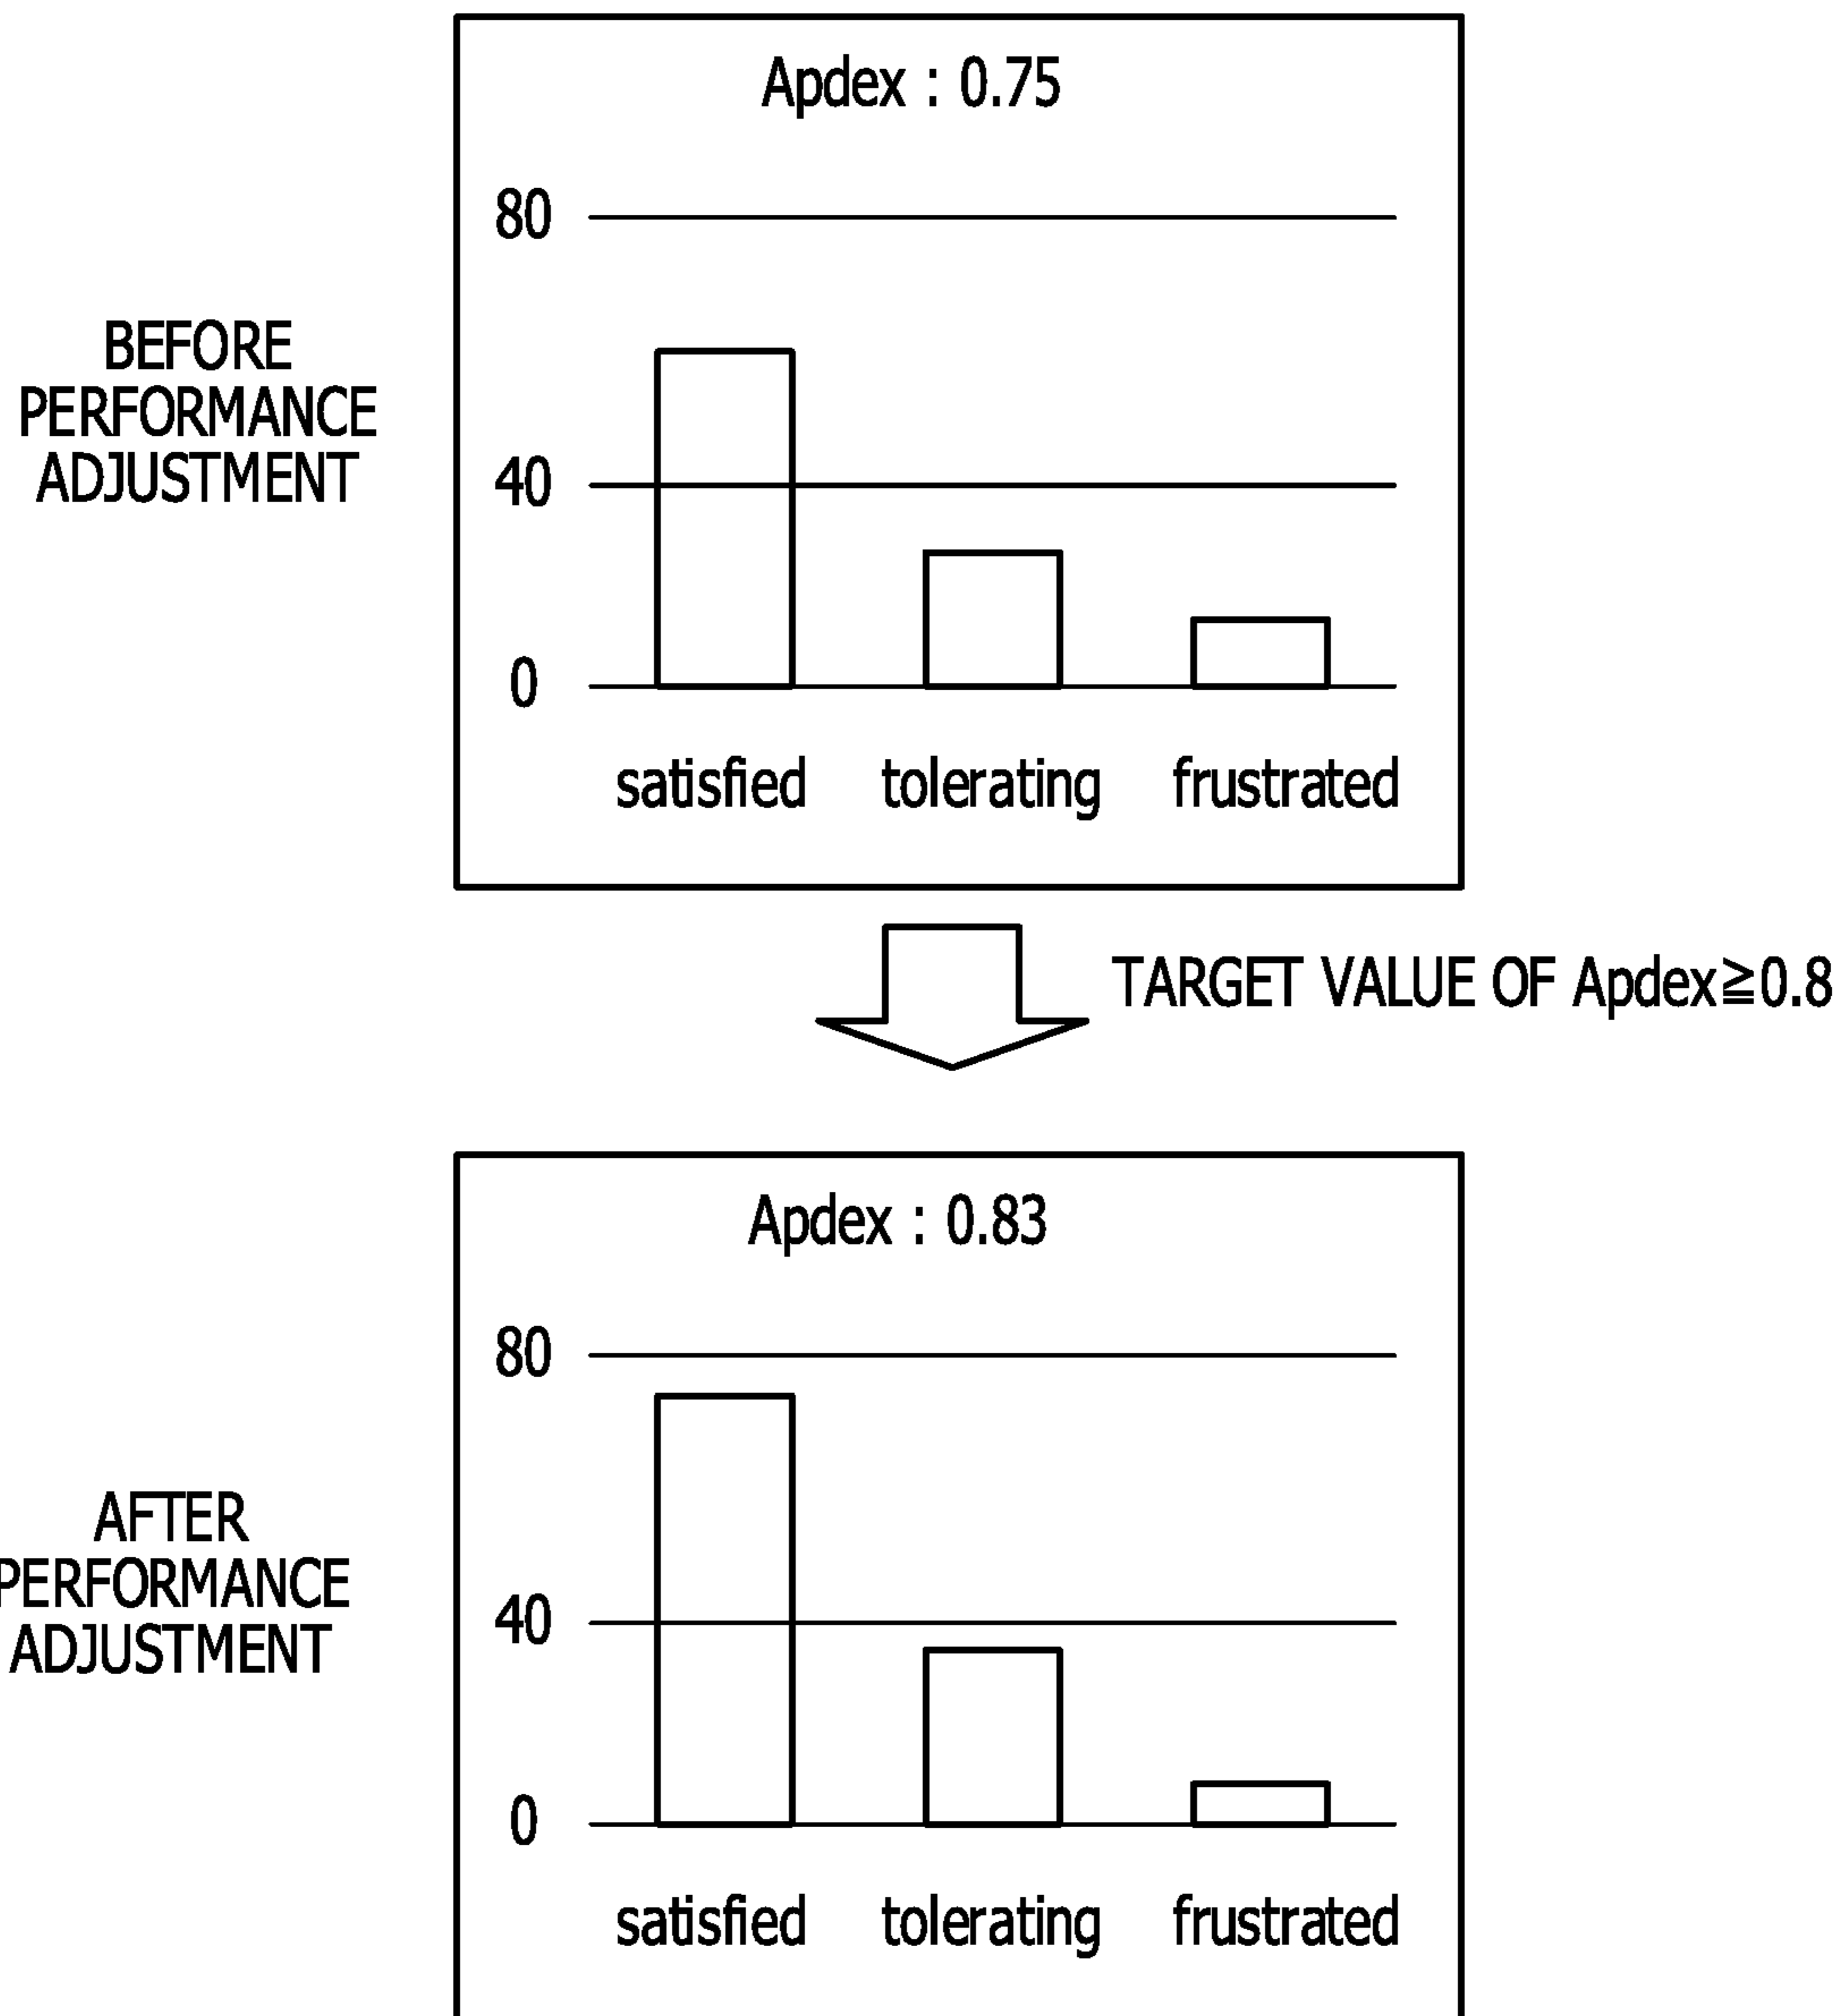 Apdex : 0.75
80
BEFORE
PERFORMANCE
ADJUSTMENT
40
0
satisfied tolerating frustrated
TARGET VALUE OF Apdex≧0.8
Apdex : 0.83
80
AFTER
PERFORMANCE
ADJUSTMENT
40
0
satisfied tolerating frustrated